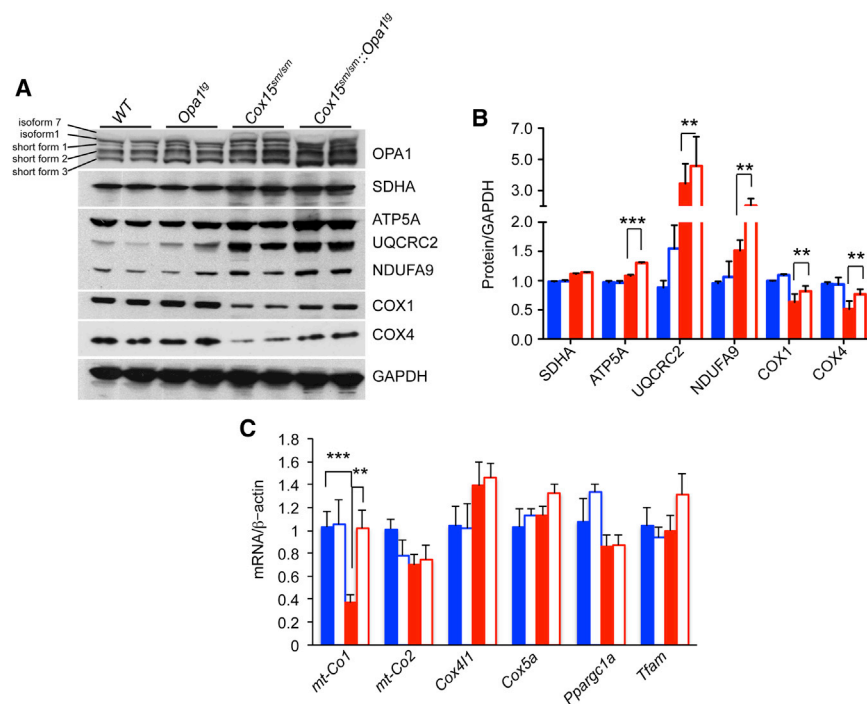 A
WT
Opa1tg
Cox15sm/sm
Cox15sm/sm::Opa1tg
isoform 7
isoform1
short form 1
short form 2
short form 3
OPA1
SDHA
ATP5A
UQCRC2
NDUFA9
COX1
COX4
GAPDH
B
Protein/GAPDH
7.0
5.0
3.0
2.0
1.5
1.0
0.5
0.0
***
**
**
**
**
SDHA
ATP5A
UQCRC2
NDUFA9
COX1
COX4
C
mRNA/β-actin
1.8
1.6
1.4
1.2
1
0.8
0.6
0.4
0.2
0
*** **
mt-Co1
mt-Co2
Cox4l1
Cox5a
Ppargc1a
Tfam